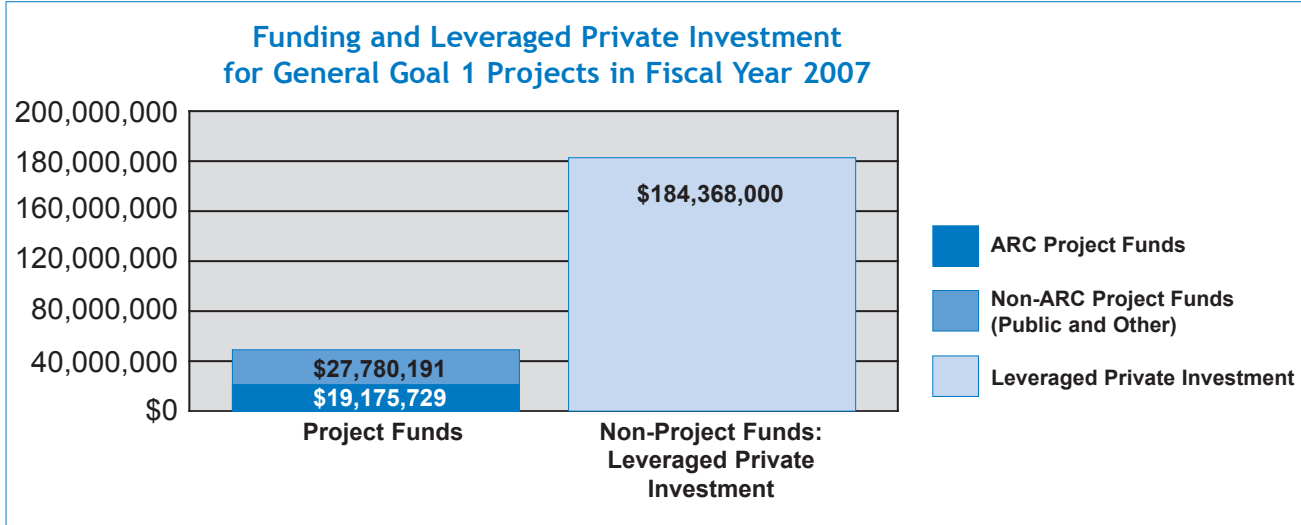 Funding and Leveraged Private Investment
for General Goal 1 Projects in Fiscal Year 2007
200,000,000
180,000,000
160,000,000
120,000,000
80,000,000
40,000,000
$0
$184,368,000
$27,780,191
$19,175,729
Project Funds
Non-Project Funds:
Leveraged Private
Investment
ARC Project Funds
Non-ARC Project Funds
(Public and Other)
Leveraged Private Investment